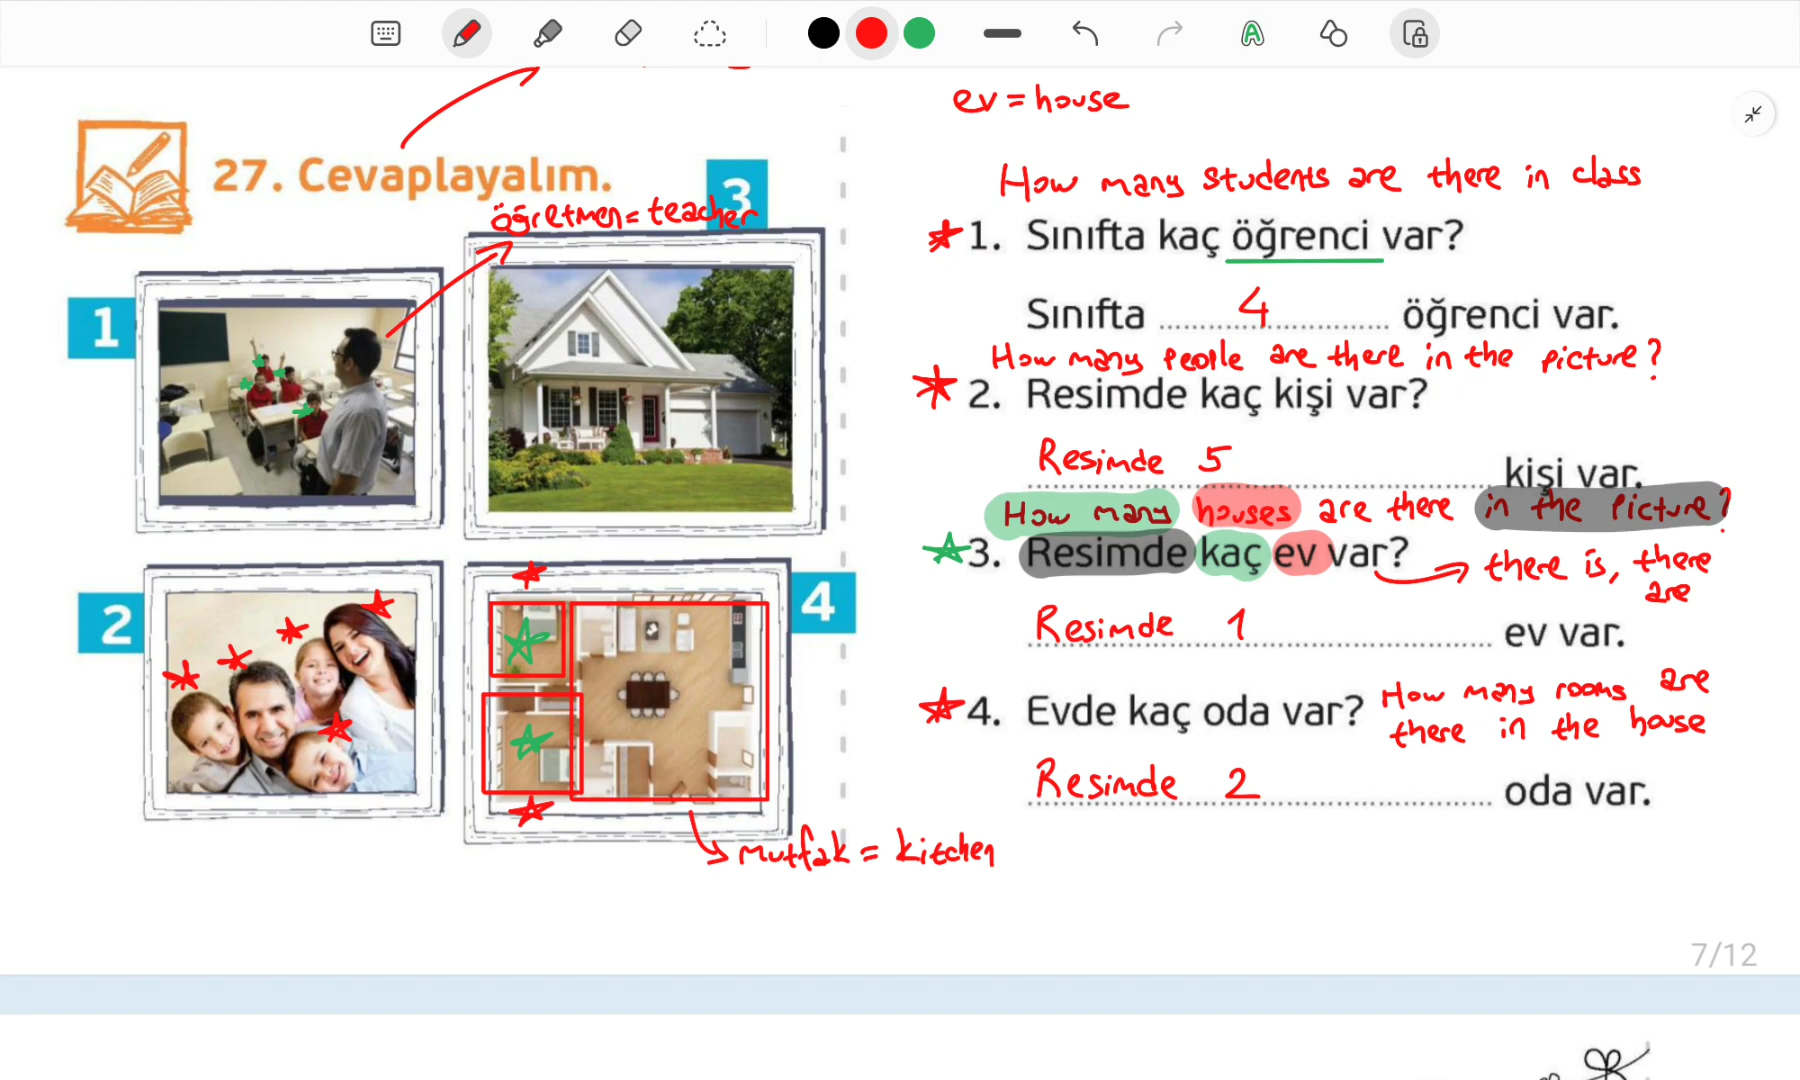 ev = house
27. Cevaplayalım.
öğretmen = teacher
3
1
2
4
mutfak = kitchen
How many students are there in class
1. Sınıfta kaç öğrenci var?
Sınıfta 4 öğrenci var.
How many people are there in the picture?
2. Resimde kaç kişi var?
Resimde 5 kişi var.
How many houses are there in the picture?
3. Resimde kaç ev var?
there is, there
are
Resimde 1 ev var.
4. Evde kaç oda var?
How many rooms are
there in the house
Resimde 2 oda var.
7/12